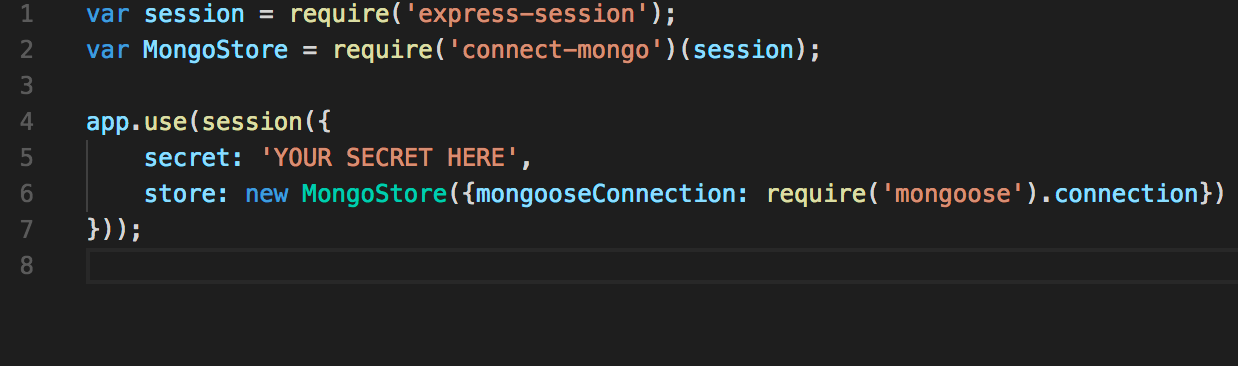 1 var session = require('express-session');
2 var MongoStore = require('connect-mongo')(session);
3
4 app.use(session({
5     secret: 'YOUR SECRET HERE',
6     store: new MongoStore({mongooseConnection: require('mongoose').connection})
7 }));
8